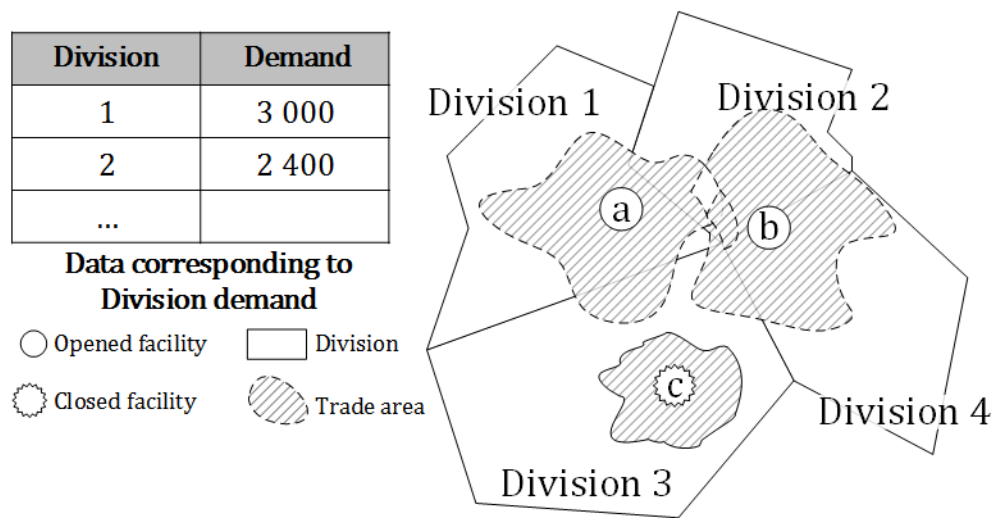 Division Demand
1 3 000
2 2 400
...
Data corresponding to
Division demand
Opened facility
Division
Closed facility
Trade area
Division 1
Division 2
a
b
c
Division 4
Division 3